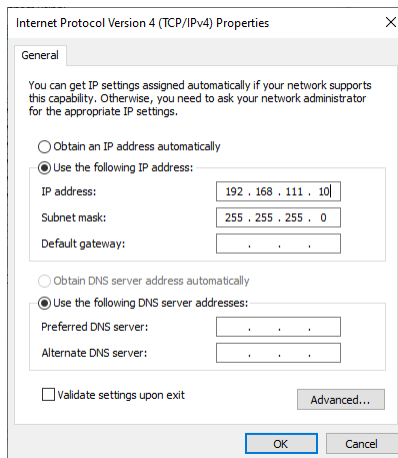 Internet Protocol Version 4 (TCP/IPv4) Properties
General
You can get IP settings assigned automatically if your network supports
this capability. Otherwise, you need to ask your network administrator
for the appropriate IP settings.
Obtain an IP address automatically
Use the following IP address:
IP address: 192 . 168 . 111 . 10
Subnet mask: 255 . 255 . 255 . 0
Default gateway: . . .
Obtain DNS server address automatically
Use the following DNS server addresses:
Preferred DNS server: . . .
Alternate DNS server: . . .
Validate settings upon exit
Advanced...
OK Cancel